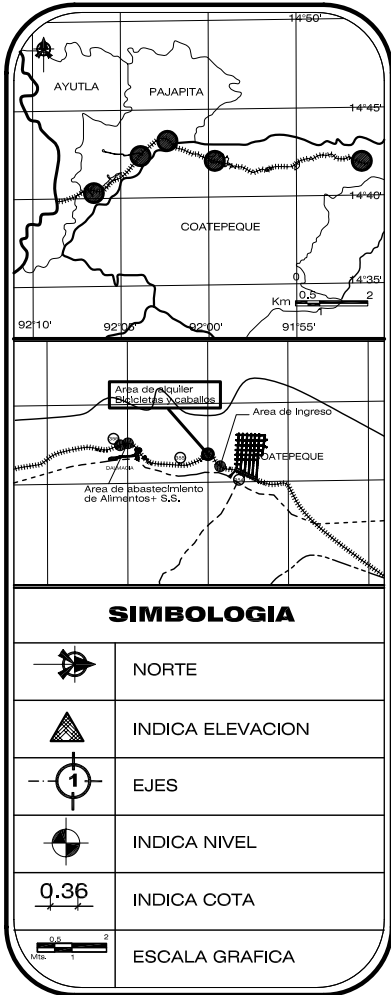 14°50'
AYUTLA
PAJAPITA
14°45'
14°40'
COATEPEQUE
14°35'
0
0.5
2
Km
92°10'
92°05'
92°00'
91°55'
Area de alquiler
Bicicletas y caballos
Area de Ingreso
OATEPEQUE
DALMACIA
Area de abastecimiento
de Alimentos+ S.S.
SIMBOLOGIA
NORTE
INDICA ELEVACION
1
EJES
INDICA NIVEL
0.36
INDICA COTA
0.5
2
Mts.
1
ESCALA GRAFICA